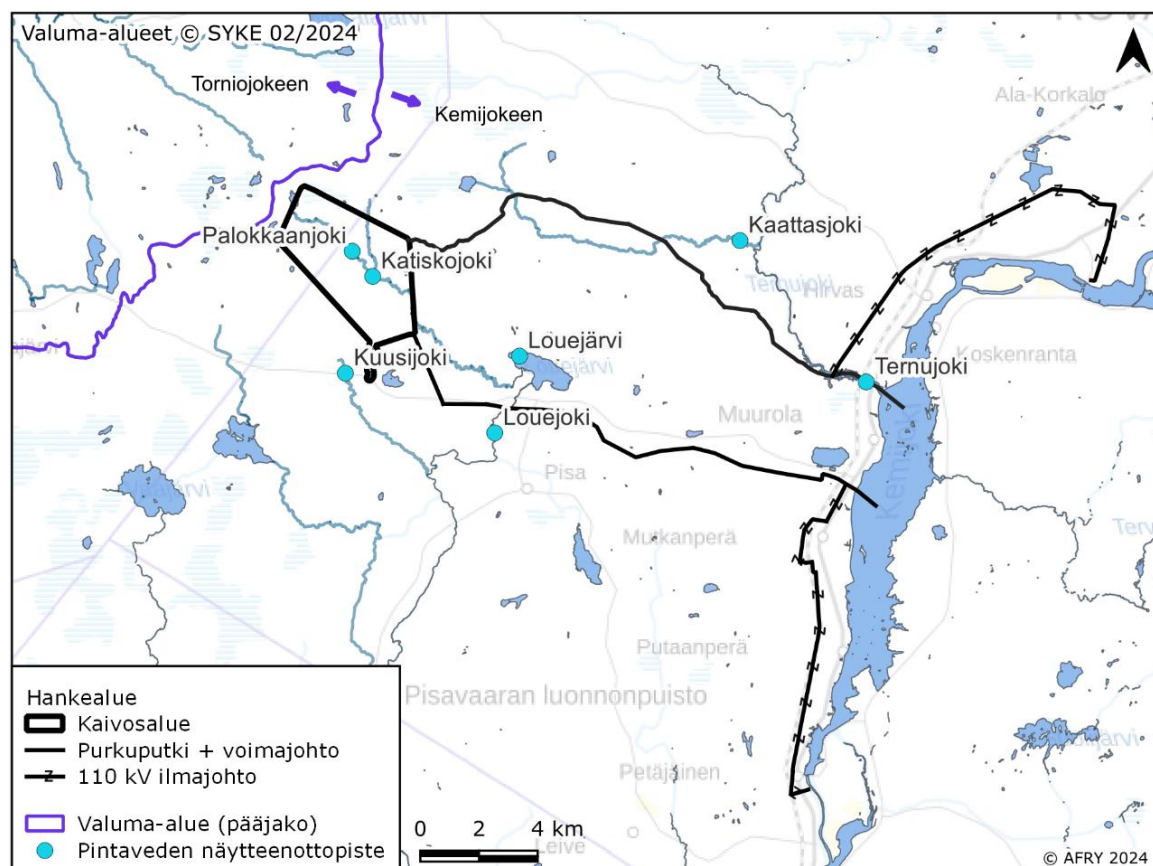 Valuma-alueet © SYKE 02/2024
Torniojokeen
Kemijokeen
Ala-Korkalo
Palokkaanjoki
Katiskojoki
Kaattasjoki
Ternujoki
Hirvas
Kuusijoki
Louejärvi
Koskenranta
Ternujoki
Louejoki
Muurola
Pisa
Kemijoki
Mutkanperä
Putaanperä
Pisavaaran luonnonpuisto
Petäjäinen
Leive
Hankealue
Kaivosalue
Purkuputki + voimajohto
110 kV ilmajohto
Valuma-alue (pääjako)
Pintaveden näytteenottopiste
0 2 4 km
© AFRY 2024